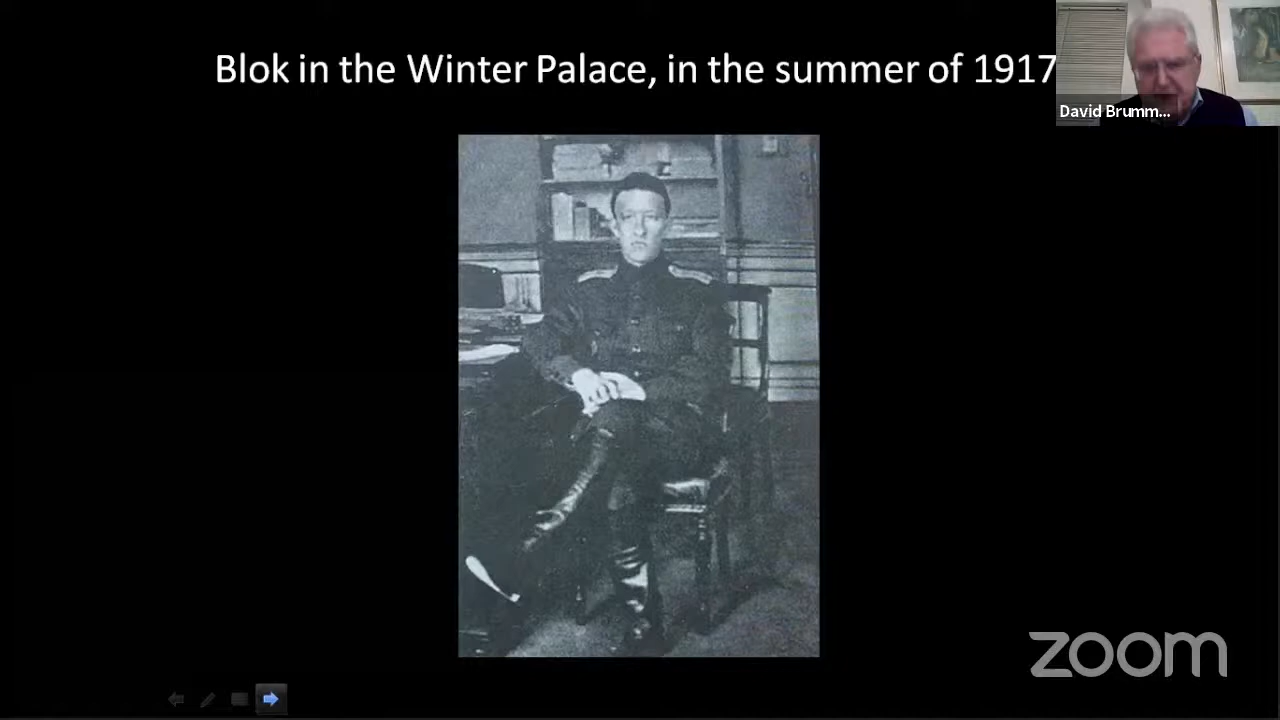 Blok in the Winter Palace, in the summer of 1917
David Brumm...
zoom